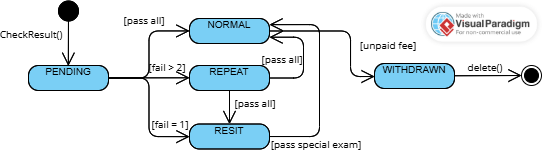 Made with
Visual Paradigm
For non-commercial use
[pass all]
NORMAL
CheckResult()
[unpaid fee]
[pass all]
PENDING
[fail > 2]
REPEAT
WITHDRAWN
delete()
[pass all]
[fail = 1]
RESIT
[pass special exam]